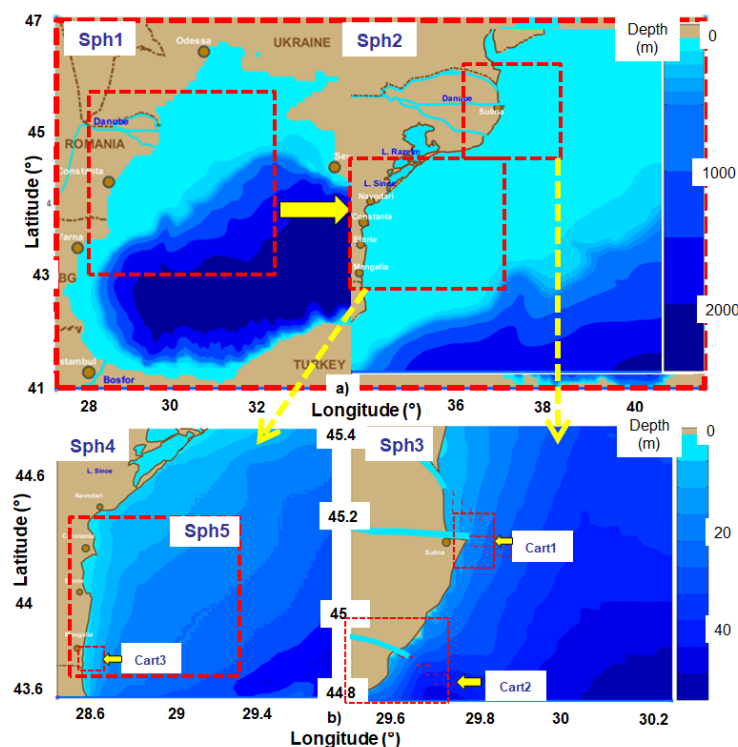 47
Sph1
Odessa
UKRAINE
Sph2
Depth
(m)
0
Danube
Sulina
Danube
45
ROMANIA
L. Razelm
Constanta
L. Sinoe
Navodari
1000
Constanta
Eforie
Mangalia
43
BG
2000
TURKEY
Bosfor
41
a)
28
30
32
36
38
40
Latitude (°)
Longitude (°)
Sph4
45.4
Sph3
Depth
(m)
0
44.6
L. Sinoe
Navodari
45.2
Sph5
Constanta
Sulina
Cart1
20
44
45
Mangalia
Cart3
40
Cart2
43.6
44.8
28.6
29
29.4
b)
29.6
29.8
30
30.2
Latitude (°)
Longitude (°)